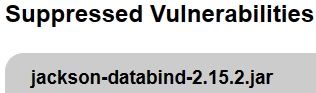 Suppressed Vulnerabilities
jackson-databind-2.15.2.jar